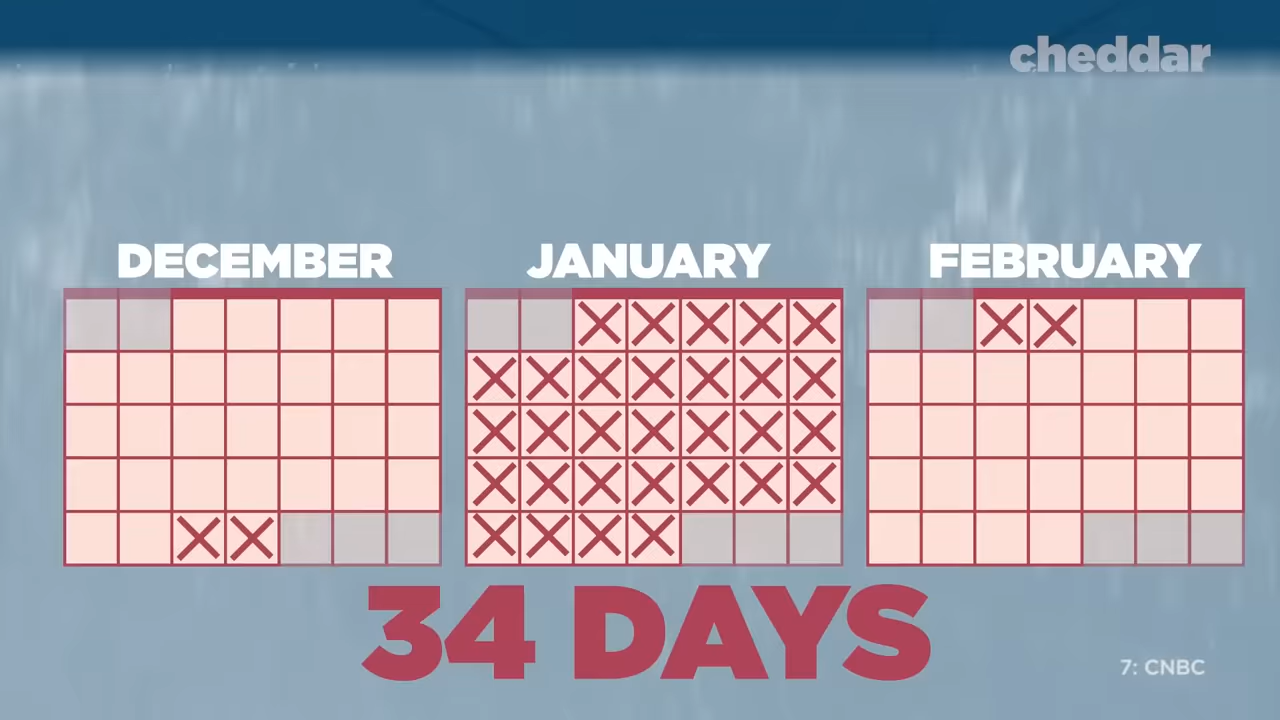 cheddar
DECEMBER
JANUARY
FEBRUARY
34 DAYS
7: CNBC